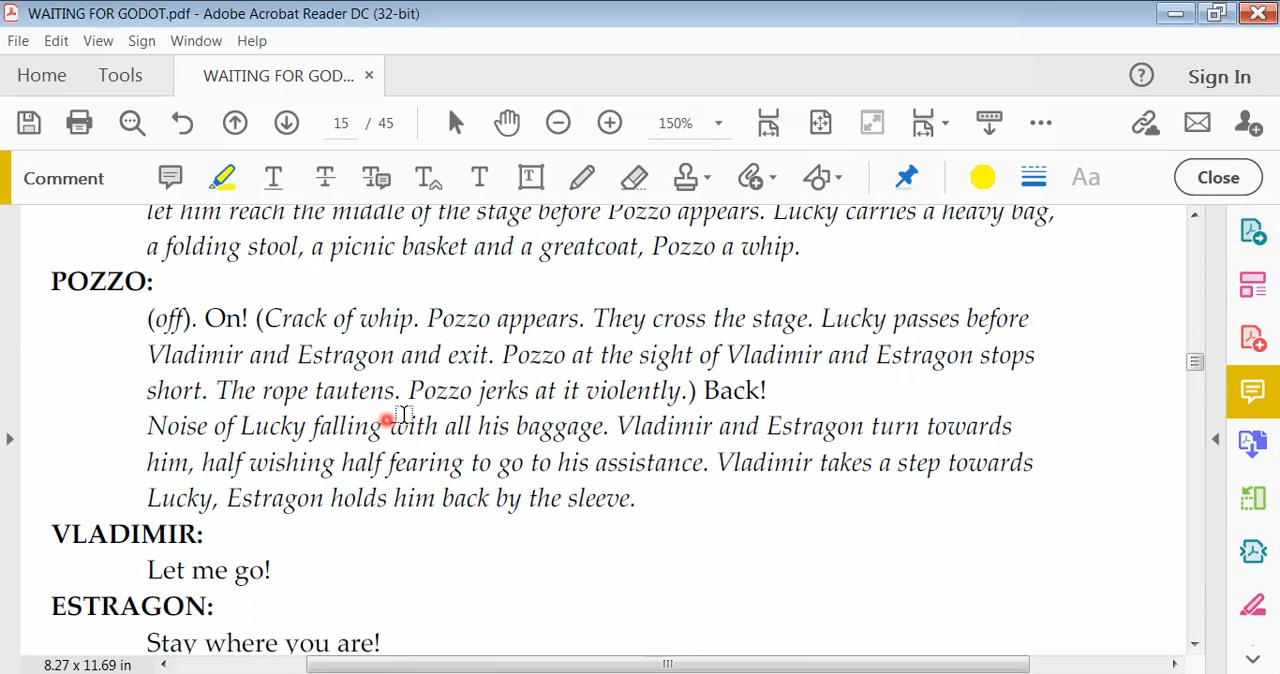 WAITING FOR GODOT.pdf - Adobe Acrobat Reader DC (32-bit)
File Edit View Sign Window Help
Home Tools WAITING FOR GOD... × Sign In
15 / 45 150%
Comment Aa Close
let him reach the middle of the stage before Pozzo appears. Lucky carries a heavy bag,
a folding stool, a picnic basket and a greatcoat, Pozzo a whip.
POZZO:
(off). On! (Crack of whip. Pozzo appears. They cross the stage. Lucky passes before
Vladimir and Estragon and exit. Pozzo at the sight of Vladimir and Estragon stops
short. The rope tautens. Pozzo jerks at it violently.) Back!
Noise of Lucky falling with all his baggage. Vladimir and Estragon turn towards
him, half wishing half fearing to go to his assistance. Vladimir takes a step towards
Lucky, Estragon holds him back by the sleeve.
VLADIMIR:
Let me go!
ESTRAGON:
Stay where you are!
8.27 x 11.69 in